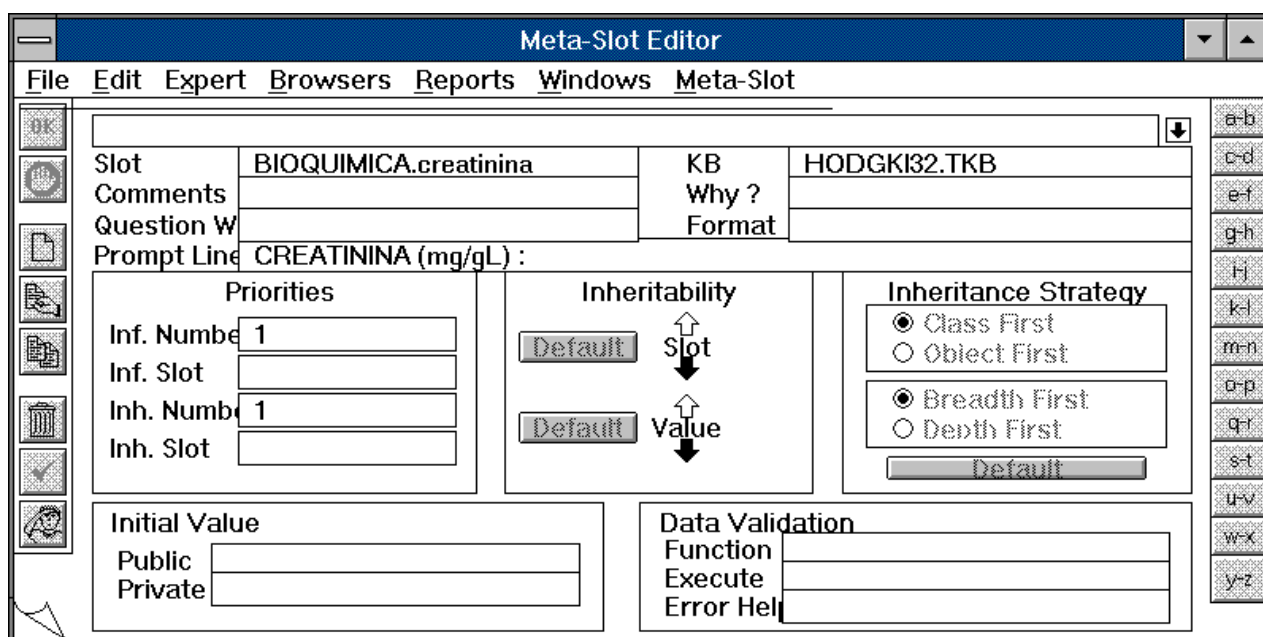 Meta-Slot Editor
File Edit Expert Browsers Reports Windows Meta-Slot
OK
a-b
Slot BIOQUIMICA.creatinina KB HODGKI32.TKB
c-d
Comments Why ?
e-f
Question W Format
g-h
Prompt Line CREATININA (mg/gL) :
i-j
Priorities Inheritability Inheritance Strategy
Class First
k-l
Inf. Numbe 1 Default Slot
Object First
m-n
Inf. Slot
o-p
Breadth First
Inh. Numbe 1 Default Value
Depth First
q-r
Inh. Slot
Default
s-t
u-v
Initial Value Data Validation
w-x
Public Function
Private Execute
y-z
Error Help